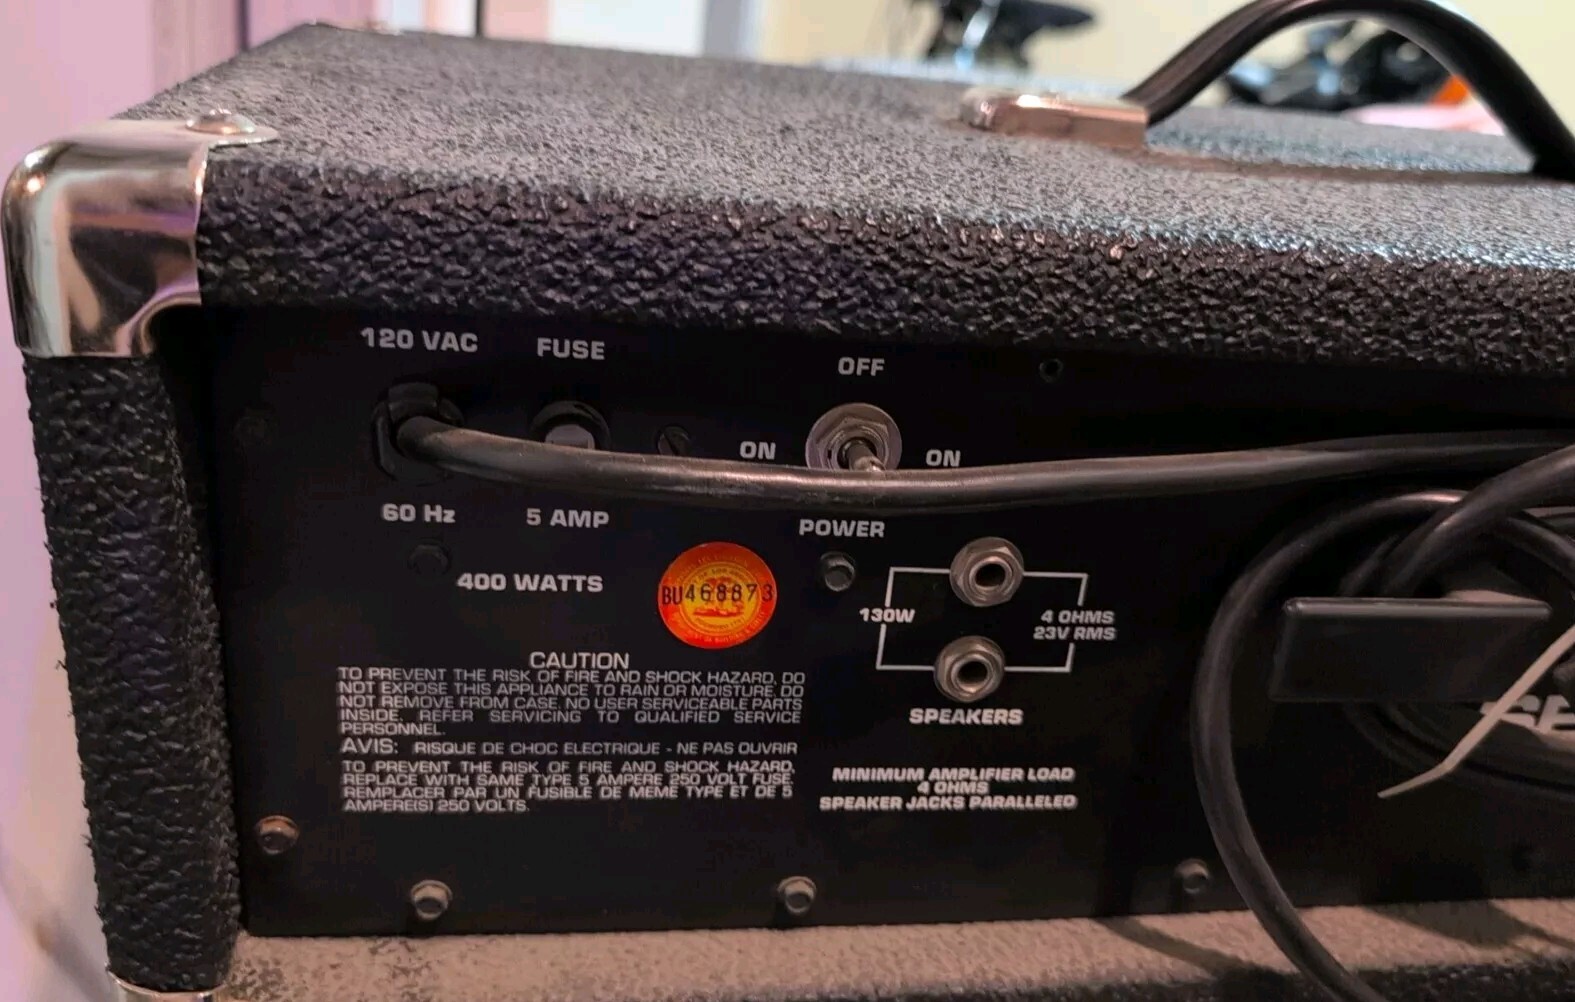 120 VAC
FUSE
OFF
ON
ON
60 Hz
5 AMP
POWER
400 WATTS
BU468873
130W
4 OHMS
23V RMS
SPEAKERS
CAUTION
TO PREVENT THE RISK OF FIRE AND SHOCK HAZARD, DO
NOT EXPOSE THIS APPLIANCE TO RAIN OR MOISTURE. DO
NOT REMOVE FROM CASE. NO USER SERVICEABLE PARTS
INSIDE. REFER SERVICING TO QUALIFIED SERVICE
PERSONNEL.
AVIS: RISQUE DE CHOC ELECTRIQUE - NE PAS OUVRIR
TO PREVENT THE RISK OF FIRE AND SHOCK HAZARD,
REPLACE WITH SAME TYPE 5 AMPERE 250 VOLT FUSE.
REMPLACER PAR UN FUSIBLE DE MEME TYPE ET DE 5
AMPERE(S) 250 VOLTS.
MINIMUM AMPLIFIER LOAD
4 OHMS
SPEAKER JACKS PARALLELED